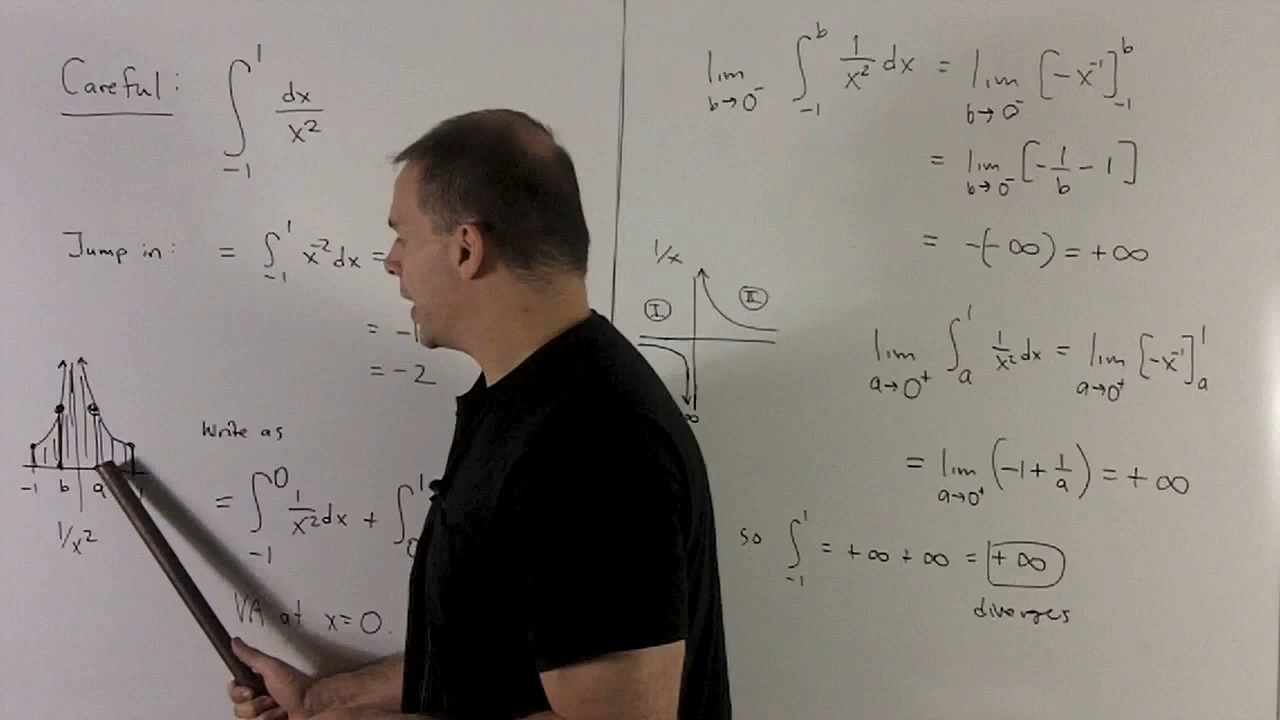 Careful: ∫_{-1}^{1} dx/x²
Jump in: = ∫_{-1}^{1} x⁻² dx =
= -1
= -2
-1 b a 1
1/x²
Write as
= ∫_{-1}^{0} 1/x² dx + ∫_{0}^{1}
VA at x=0.
lim_{b→0⁻} ∫_{-1}^{b} 1/x² dx = lim_{b→0⁻} [-x⁻¹]_{-1}^{b}
= lim_{b→0⁻} [-1/b - 1]
= -(-∞) = +∞
1/x
I II
lim_{a→0⁺} ∫_{a}^{1} 1/x² dx = lim_{a→0⁺} [-x⁻¹]_{a}^{1}
= lim_{a→0⁺} (-1 + 1/a) = +∞
so ∫_{-1}^{1} = +∞ + ∞ = +∞
diverges